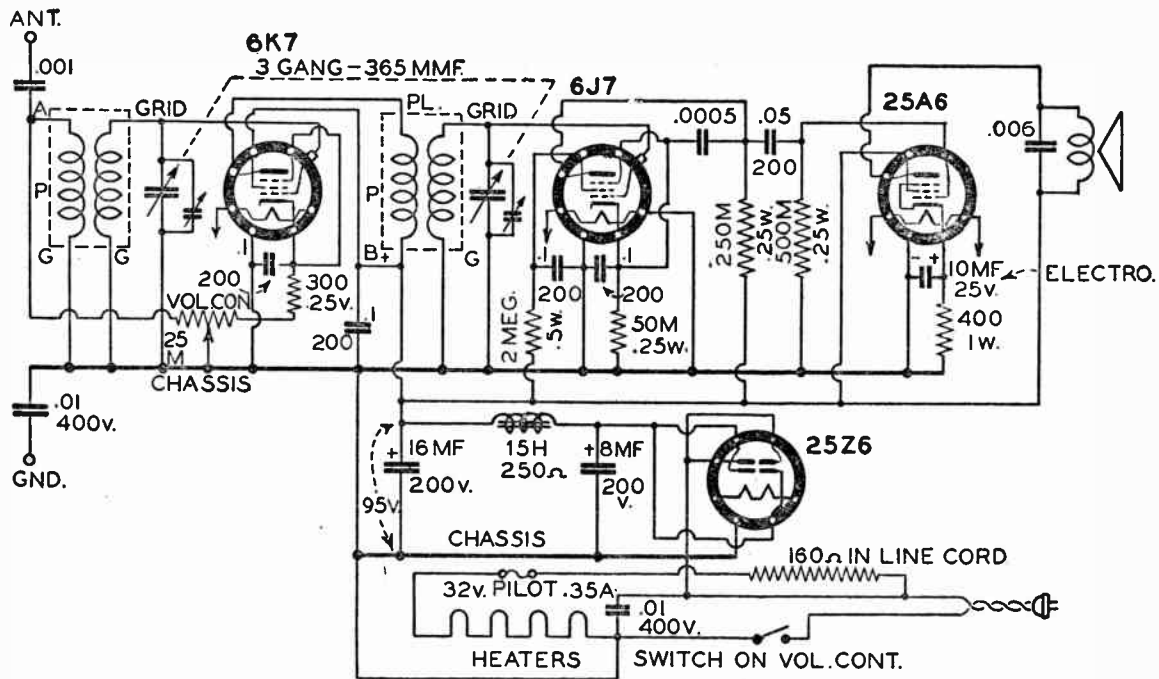 ANT.
.001
6K7
3 GANG-365 MMF.
A
GRID
P
G
G
.1
200
VOL.CON.
25
M
300
.25v.
CHASSIS
.01
400v.
GND.
PL.
GRID
P
B+
G
.1
200
6J7
.0005
.05
200
.1
200
.1
200
2 MEG.
.5w.
50M
.25w.
.250M
.25w.
500M
.25w.
25A6
.006
- +
10MF
25v.
ELECTRO.
400
1w.
+
16MF
200v.
95v.
15H
250Ω
+8MF
200
v.
25Z6
CHASSIS
160Ω IN LINE CORD
32v. PILOT .35A.
.01
400v.
HEATERS
SWITCH ON VOL.CONT.